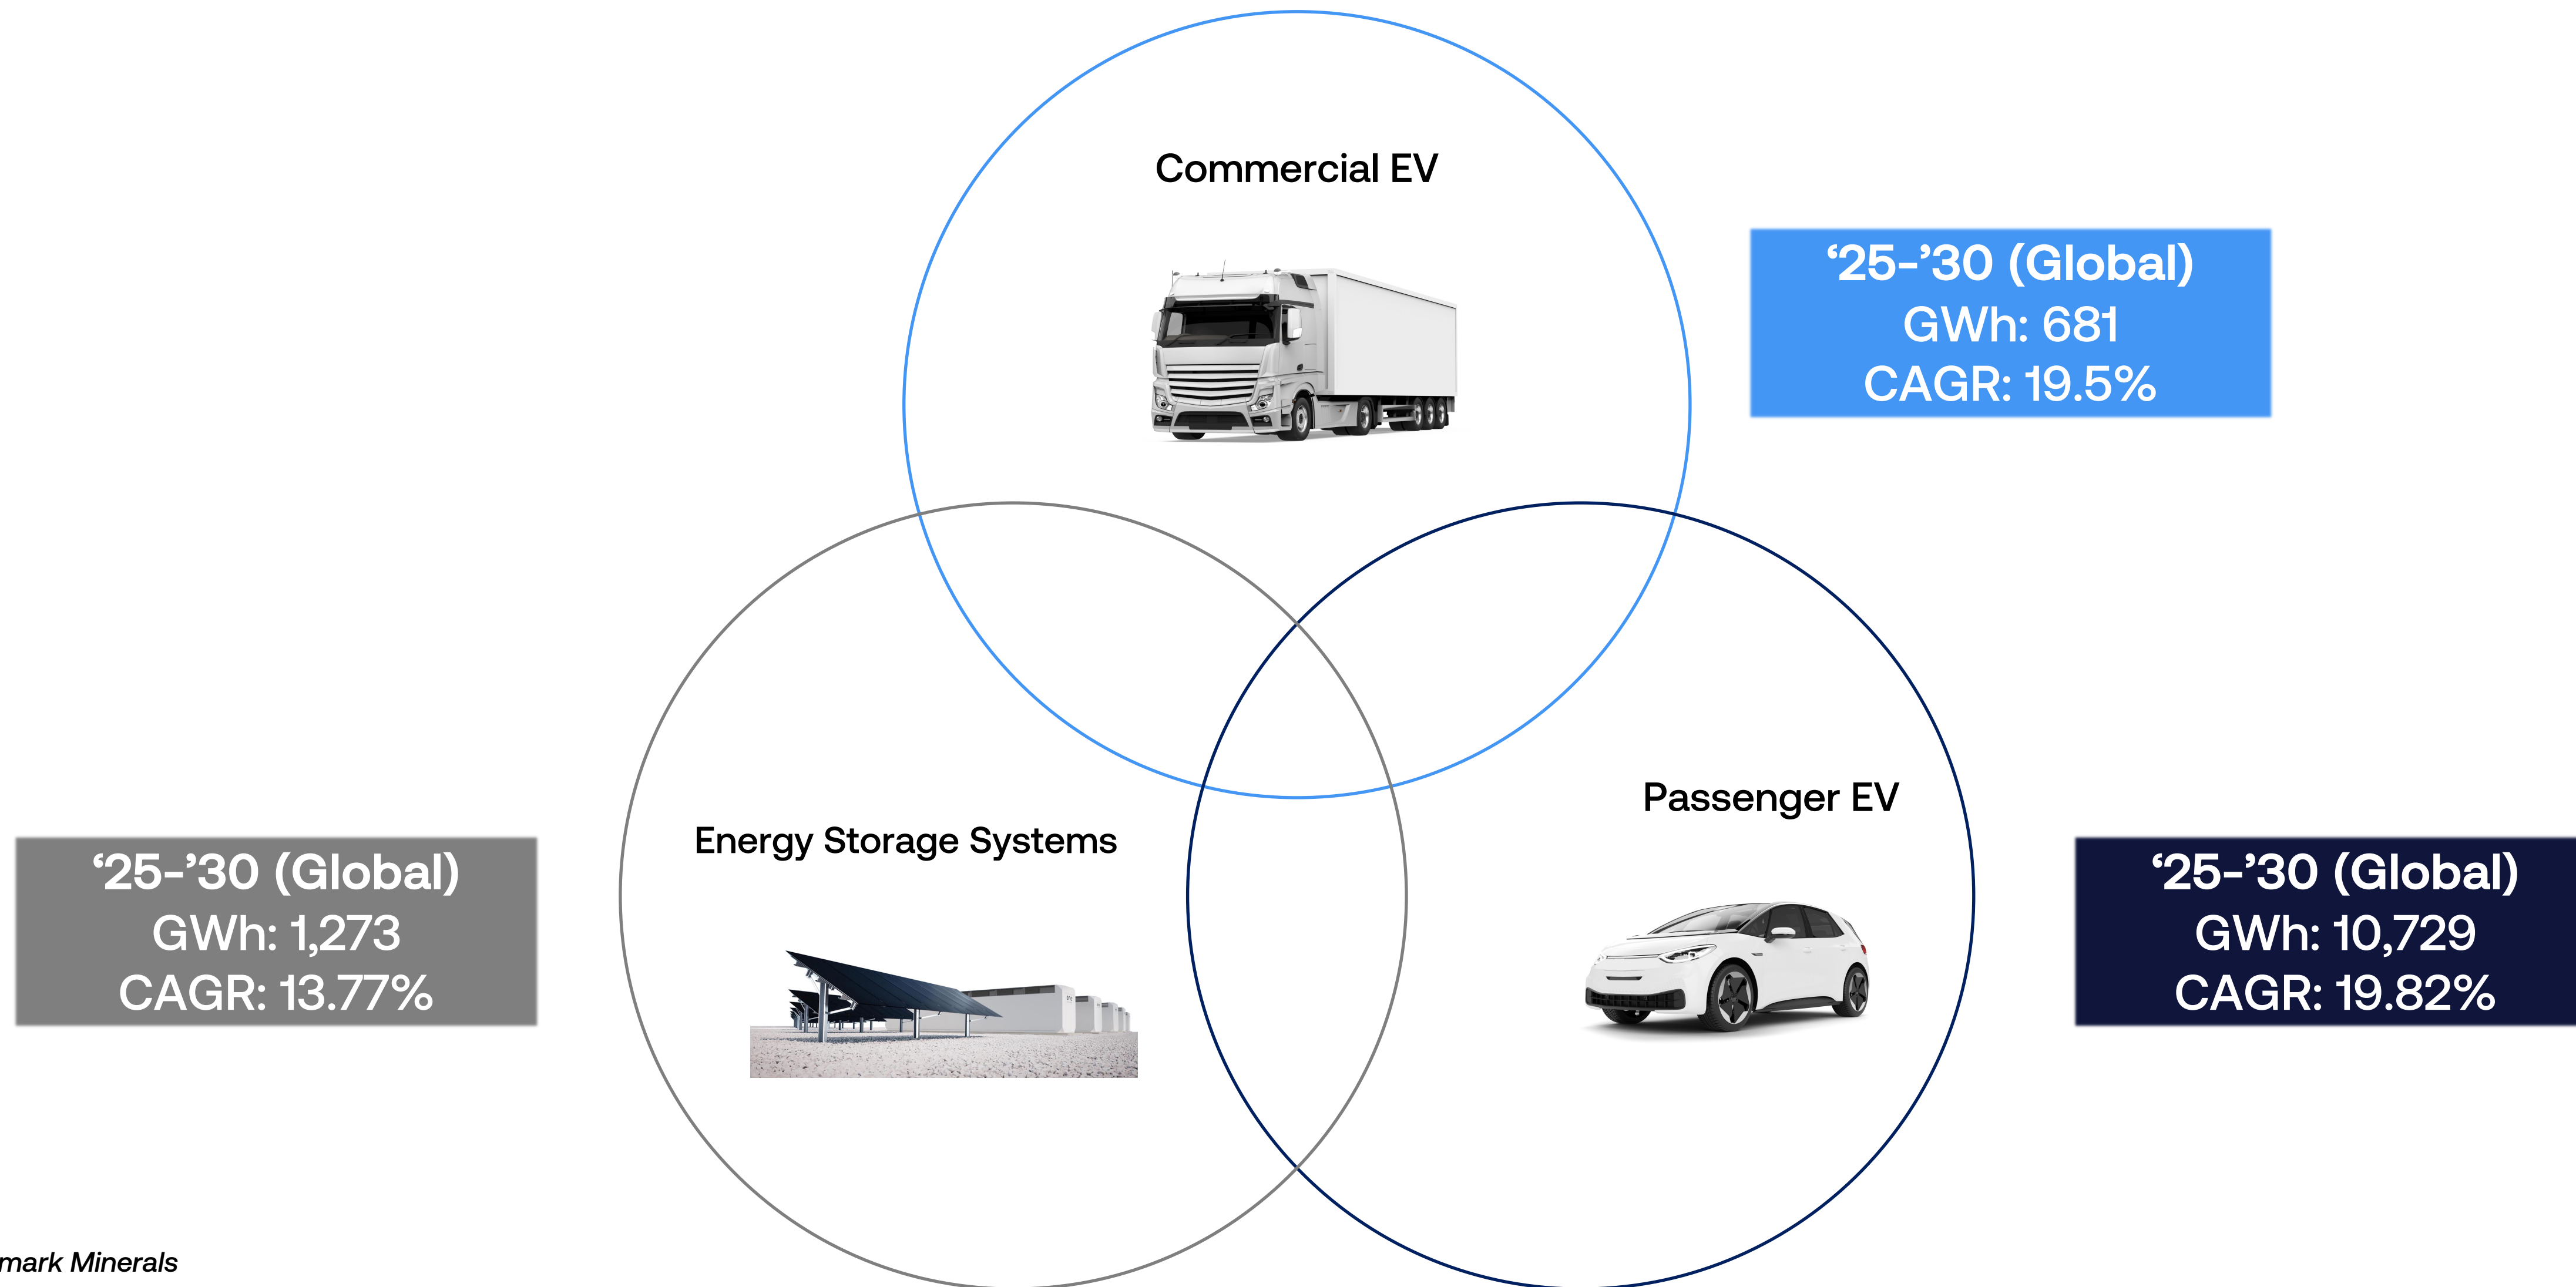 Commercial EV
‘25-’30 (Global)
GWh: 681
CAGR: 19.5%
Energy Storage Systems
‘25-’30 (Global)
GWh: 1,273
CAGR: 13.77%
Passenger EV
‘25-’30 (Global)
GWh: 10,729
CAGR: 19.82%
mark Minerals